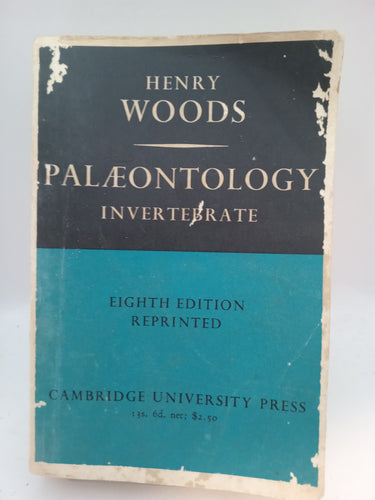 HENRY
WOODS
PALÆONTOLOGY
INVERTEBRATE
EIGHTH EDITION
REPRINTED
CAMBRIDGE UNIVERSITY PRESS
13s. 6d. net; $2.50